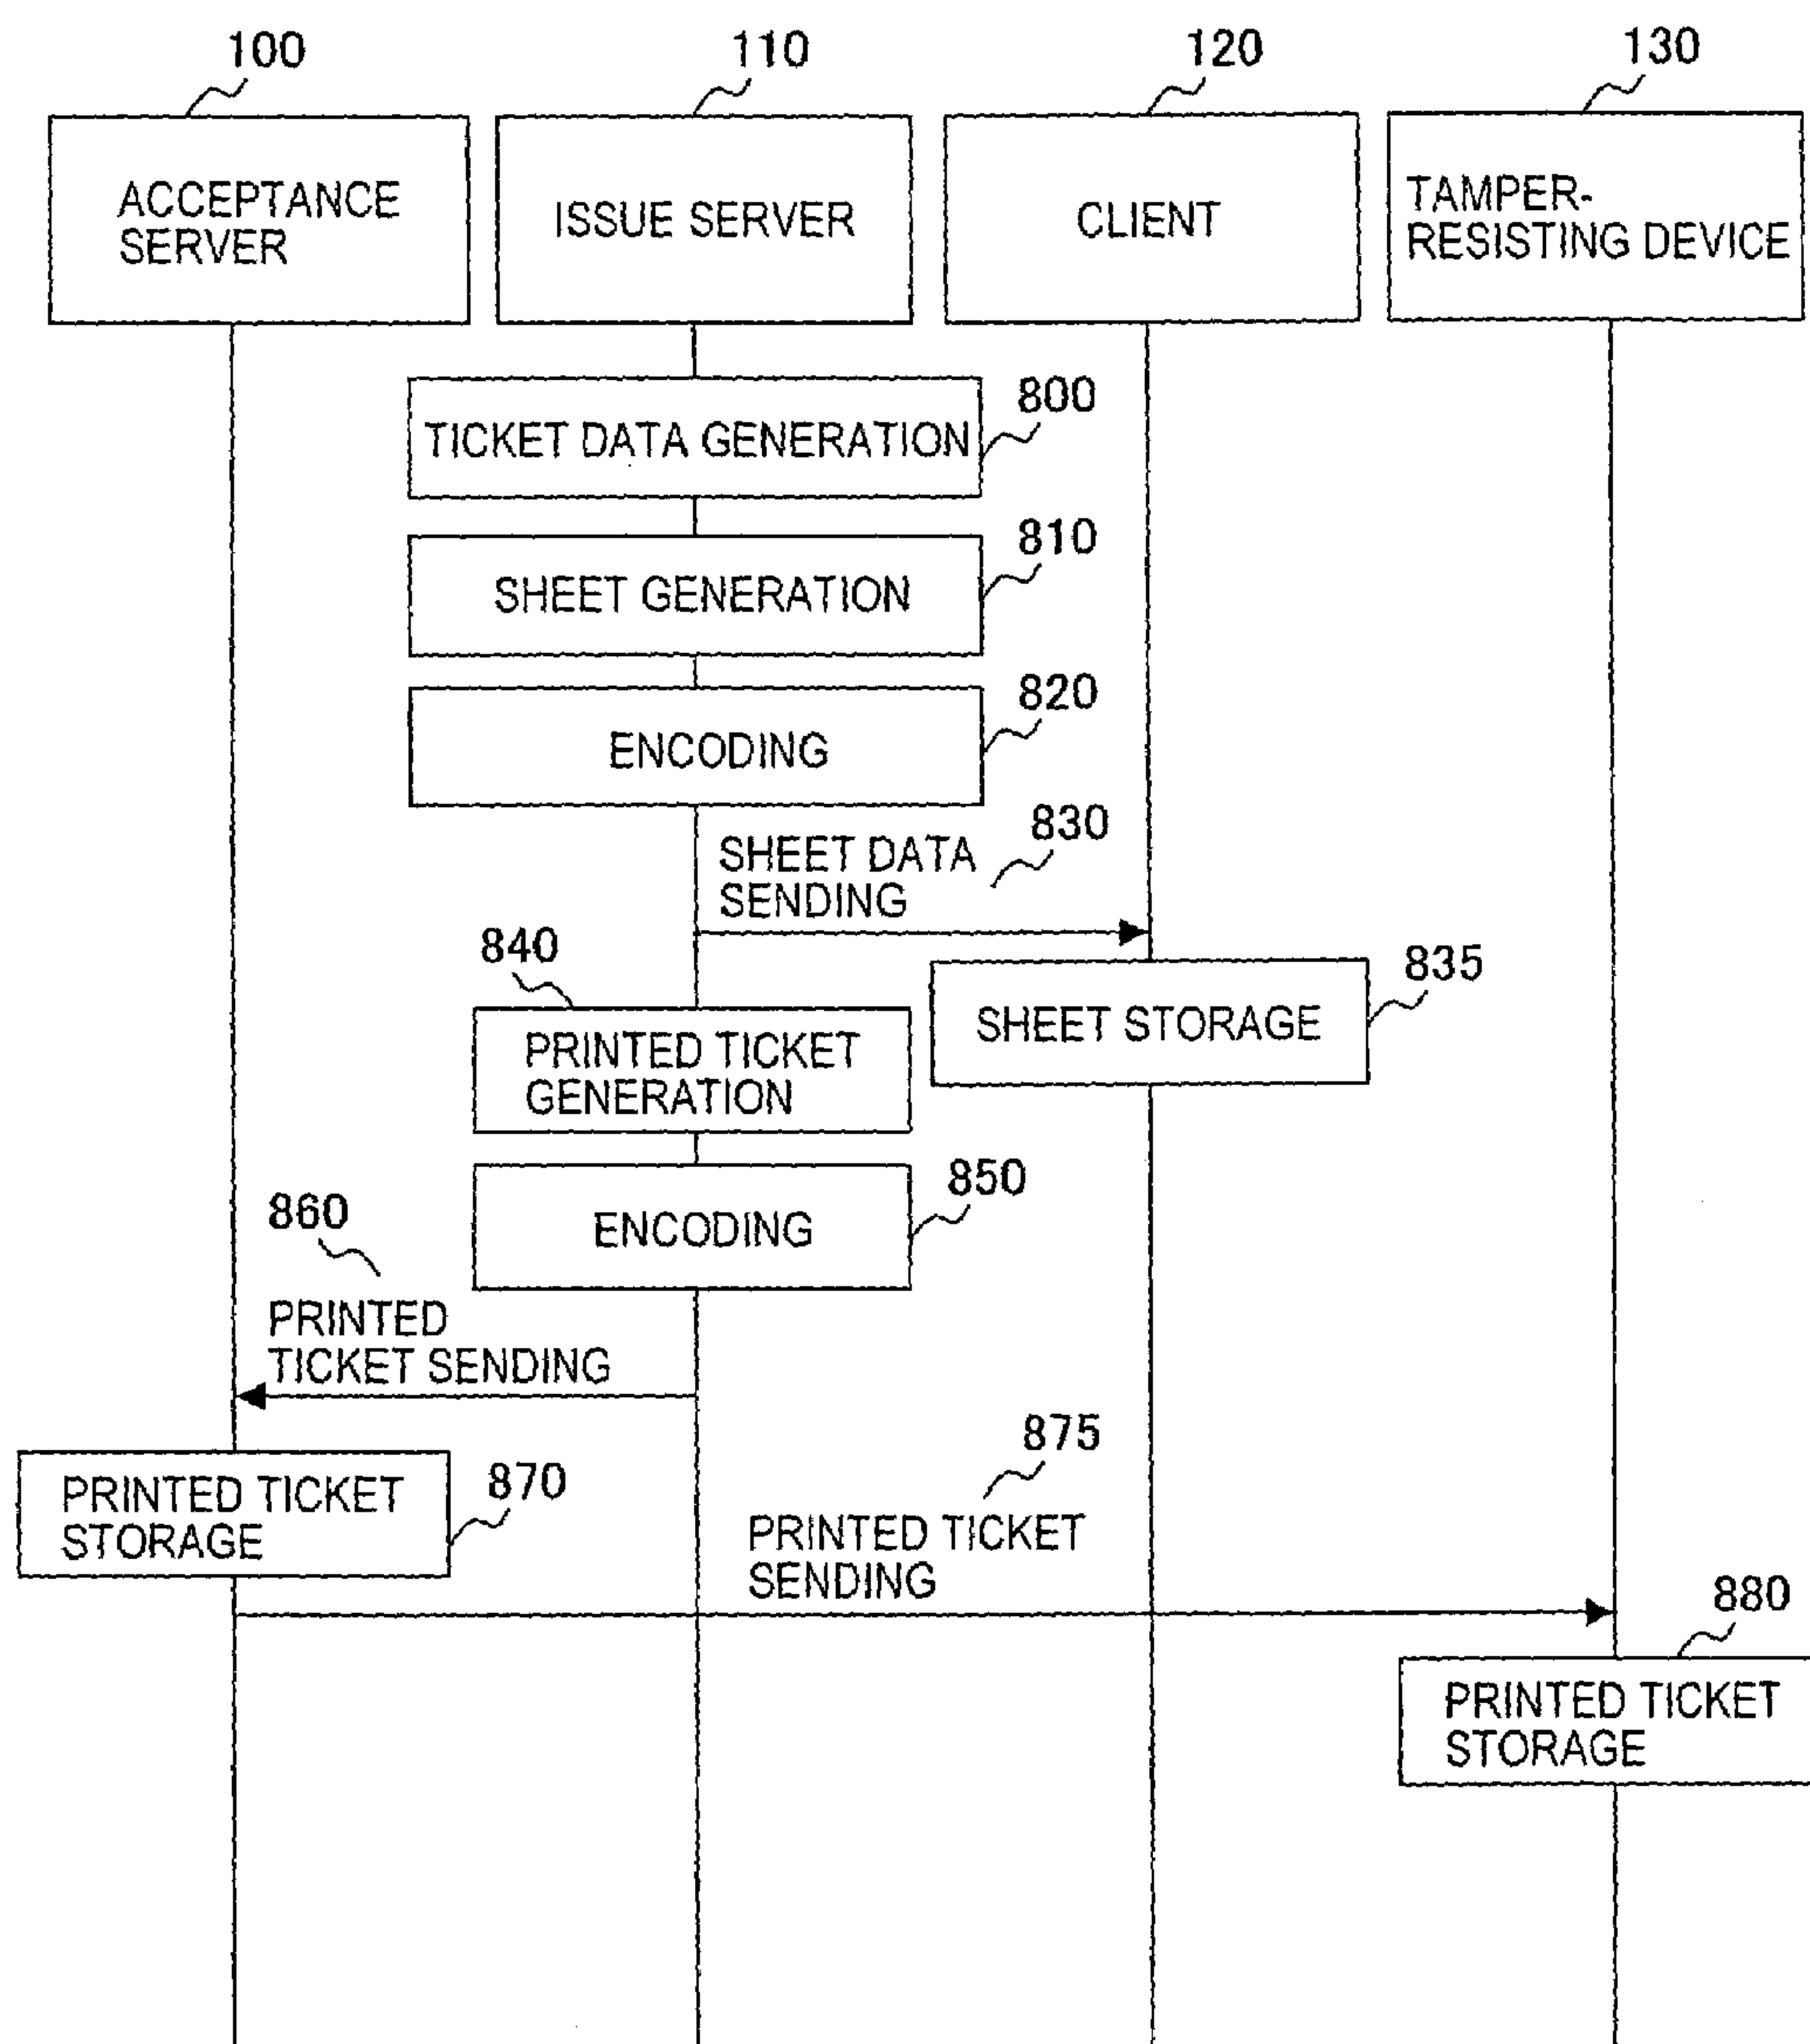 100
110
120
130
ACCEPTANCE
SERVER
ISSUE SERVER
CLIENT
TAMPER-
RESISTING DEVICE
800
TICKET DATA GENERATION
810
SHEET GENERATION
820
ENCODING
830
SHEET DATA
SENDING
840
835
SHEET STORAGE
PRINTED TICKET
GENERATION
850
ENCODING
860
PRINTED
TICKET SENDING
875
870
PRINTED TICKET
STORAGE
PRINTED TICKET
SENDING
880
PRINTED TICKET
STORAGE